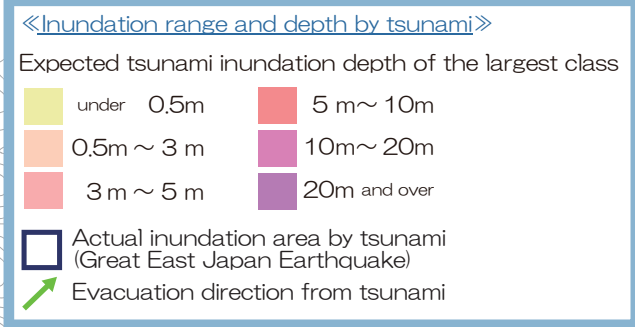 ≪Inundation range and depth by tsunami≫
Expected tsunami inundation depth of the largest class
under 0.5m
0.5m ～ 3 m
3 m ～ 5 m
5 m～ 10m
10m～ 20m
20m and over
Actual inundation area by tsunami
(Great East Japan Earthquake)
Evacuation direction from tsunami